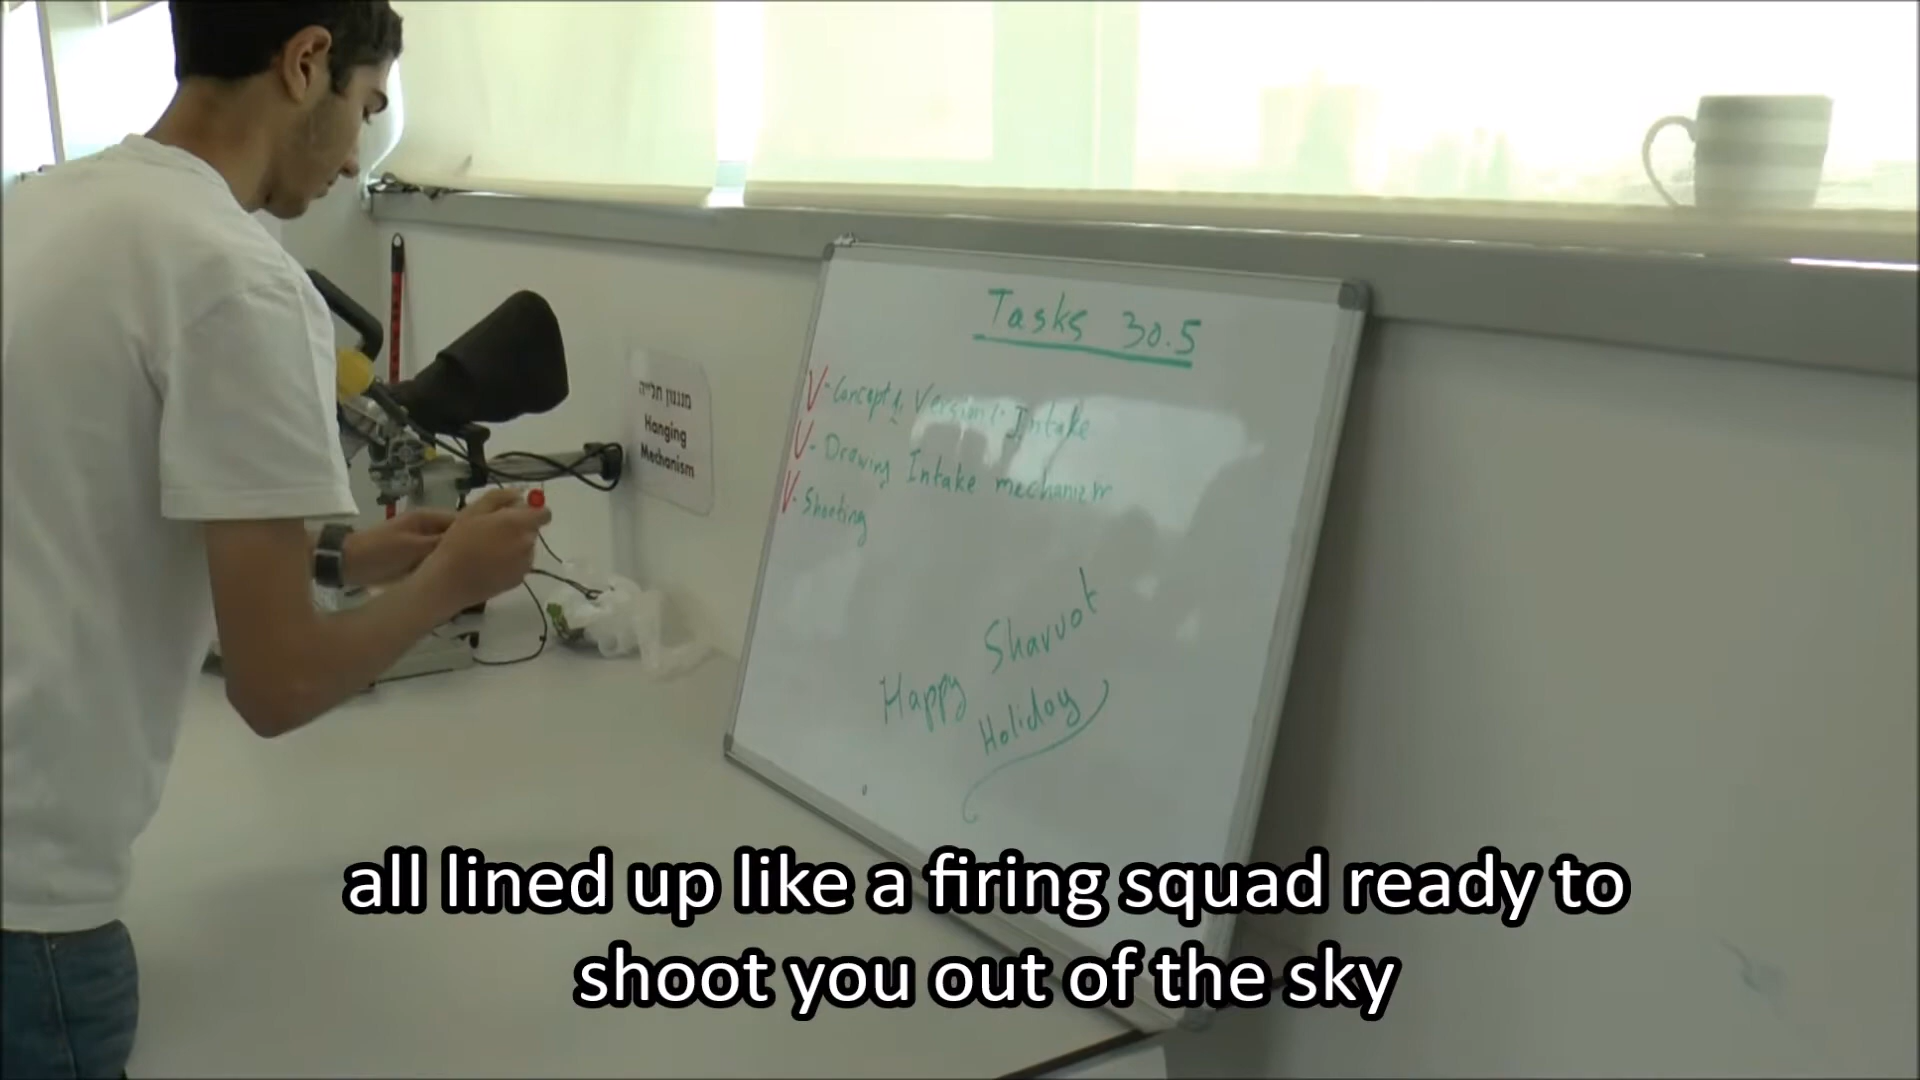 Tasks 30.5
V - Concept & Version 1: Intake
V - Drawing Intake mechanism
V - Shooting
Happy Shavuot
Holiday
מנגנון תלייה
Hanging
Mechanism
all lined up like a firing squad ready to
shoot you out of the sky